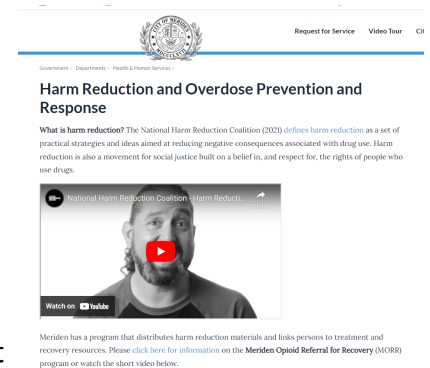 CITY OF MERIDEN
Request for Service Video Tour Cit
Government Departments Health & Human Services
Harm Reduction and Overdose Prevention and
Response
What is harm reduction? The National Harm Reduction Coalition (2021) defines harm reduction as a set of
practical strategies and ideas aimed at reducing negative consequences associated with drug use. Harm
reduction is also a movement for social justice built on a belief in, and respect for, the rights of people who
use drugs.
National Harm Reduction Coalition - Harm Reducti...
Watch on YouTube
Meriden has a program that distributes harm reduction materials and links persons to treatment and
recovery resources. Please click here for information on the Meriden Opioid Referral for Recovery (MORR)
program or watch the short video below.
t